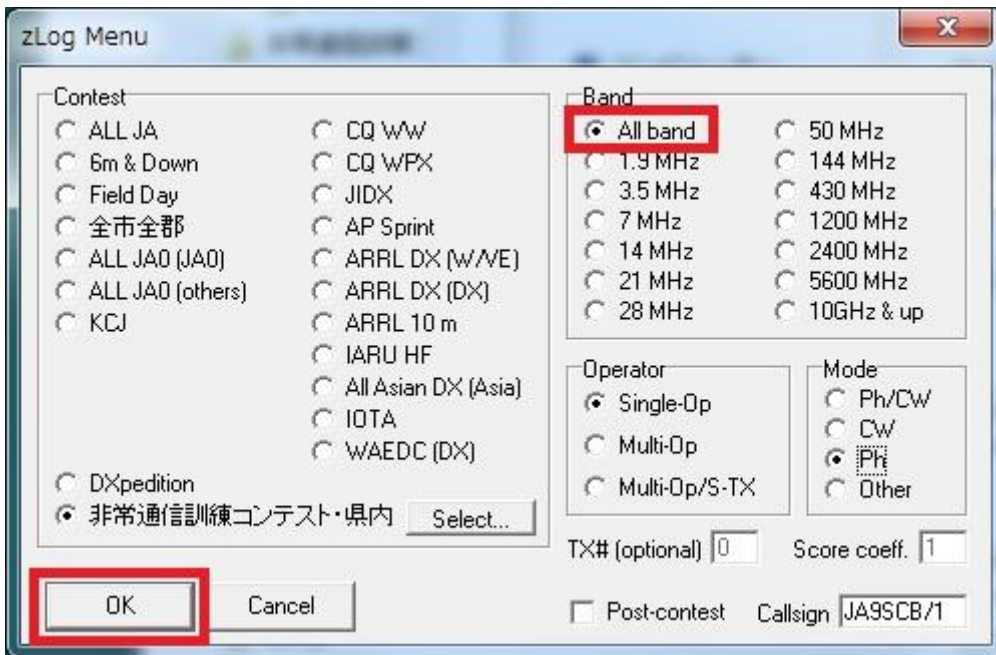 zLog Menu
Contest
ALL JA
6m & Down
Field Day
全市全郡
ALL JA0 (JA0)
ALL JA0 (others)
KCJ
CQ WW
CQ WPX
JIDX
AP Sprint
ARRL DX (W/VE)
ARRL DX (DX)
ARRL 10 m
IARU HF
All Asian DX (Asia)
IOTA
WAEDC (DX)
DXpedition
非常通信訓練コンテスト・県内
Select...
Band
All band
1.9 MHz
3.5 MHz
7 MHz
14 MHz
21 MHz
28 MHz
50 MHz
144 MHz
430 MHz
1200 MHz
2400 MHz
5600 MHz
10GHz & up
Operator
Single-Op
Multi-Op
Multi-Op/S-TX
Mode
Ph/CW
CW
Ph
Other
TX# (optional) 0
Score coeff. 1
OK
Cancel
Post-contest
Callsign JA9SCB/1